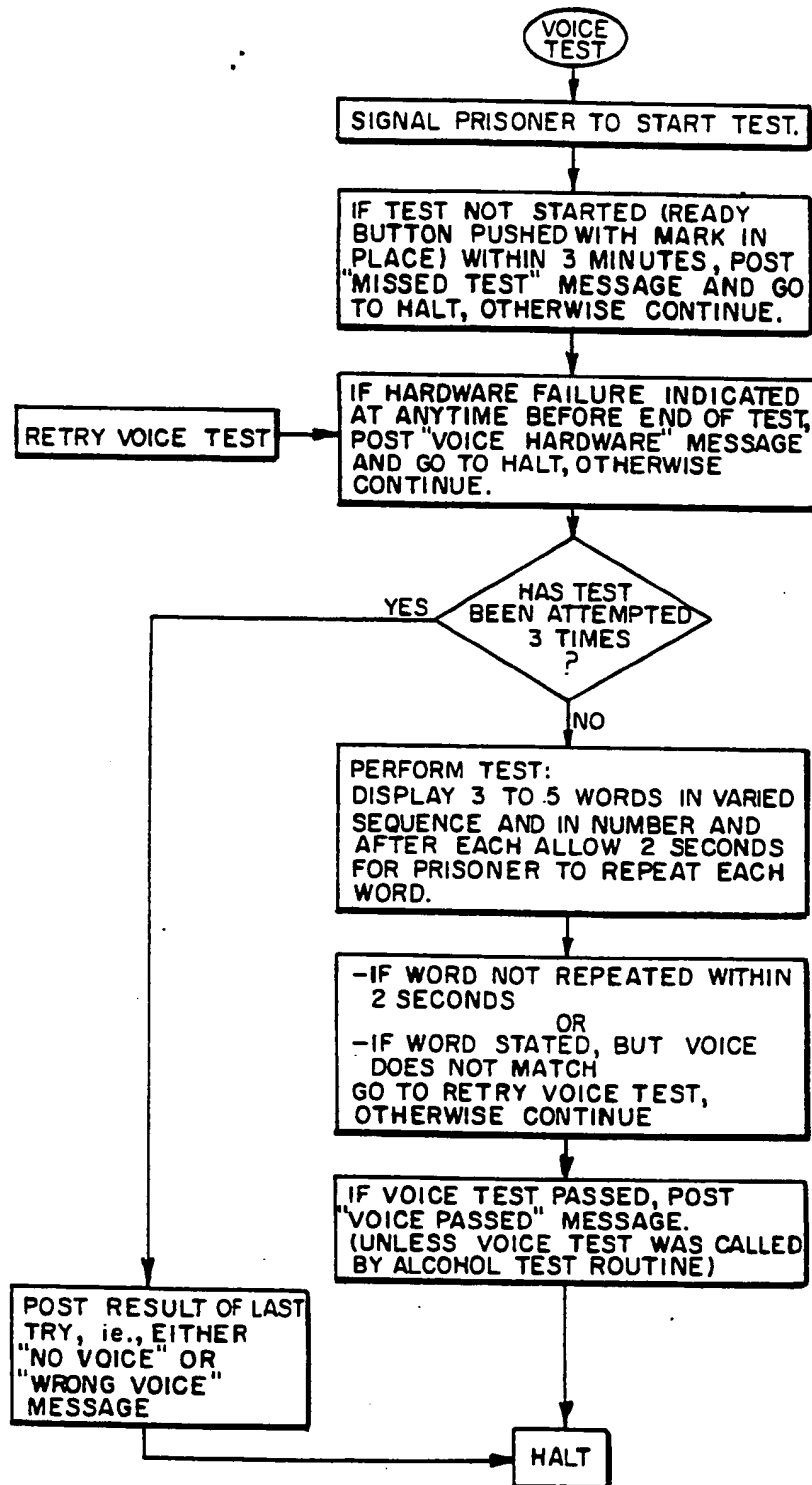 VOICE
TEST
SIGNAL PRISONER TO START TEST.
IF TEST NOT STARTED (READY
BUTTON PUSHED WITH MARK IN
PLACE) WITHIN 3 MINUTES, POST
"MISSED TEST" MESSAGE AND GO
TO HALT, OTHERWISE CONTINUE.
RETRY VOICE TEST
IF HARDWARE FAILURE INDICATED
AT ANYTIME BEFORE END OF TEST,
POST "VOICE HARDWARE" MESSAGE
AND GO TO HALT, OTHERWISE
CONTINUE.
HAS TEST
BEEN ATTEMPTED
3 TIMES
?
YES
NO
PERFORM TEST:
DISPLAY 3 TO 5 WORDS IN VARIED
SEQUENCE AND IN NUMBER AND
AFTER EACH ALLOW 2 SECONDS
FOR PRISONER TO REPEAT EACH
WORD.
-IF WORD NOT REPEATED WITHIN
2 SECONDS
OR
-IF WORD STATED, BUT VOICE
DOES NOT MATCH
GO TO RETRY VOICE TEST,
OTHERWISE CONTINUE
IF VOICE TEST PASSED, POST
"VOICE PASSED" MESSAGE.
(UNLESS VOICE TEST WAS CALLED
BY ALCOHOL TEST ROUTINE)
POST RESULT OF LAST
TRY, ie., EITHER
"NO VOICE" OR
"WRONG VOICE"
MESSAGE
HALT